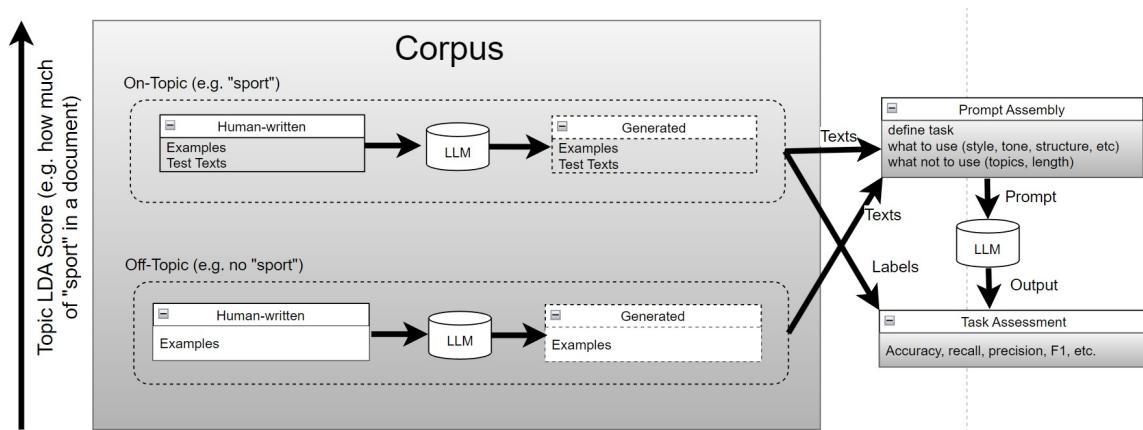 Corpus
Topic LDA Score (e.g. how much
of "sport" in a document)
On-Topic (e.g. "sport")
Human-written
Examples
Test Texts
LLM
Generated
Examples
Test Texts
Off-Topic (e.g. no "sport")
Human-written
Examples
LLM
Generated
Examples
Texts
Texts
Labels
Prompt Assembly
define task
what to use (style, tone, structure, etc)
what not to use (topics, length)
Prompt
LLM
Output
Task Assessment
Accuracy, recall, precision, F1, etc.